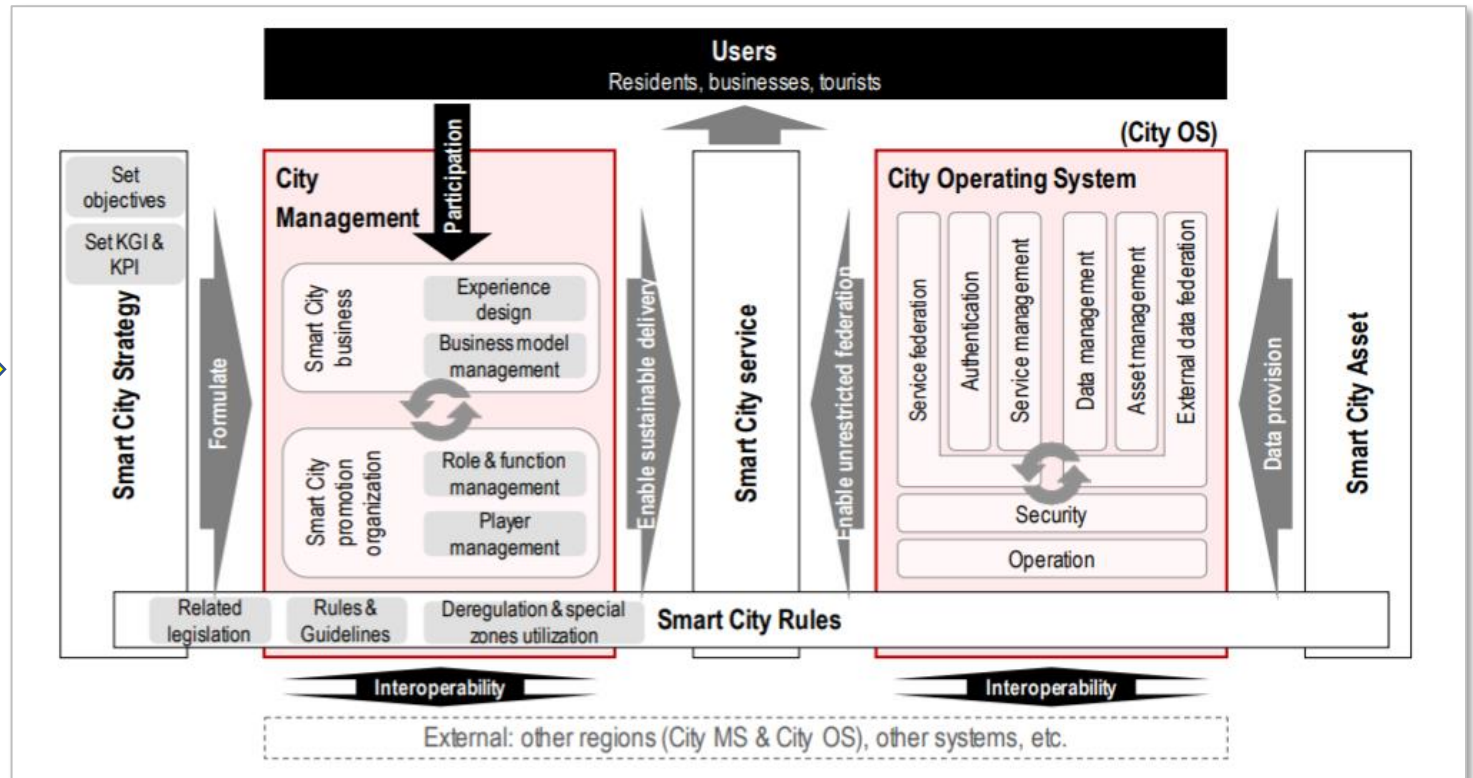 Users
Residents, businesses, tourists
(City OS)
Set
objectives
Set KGI &
KPI
Smart City Strategy
Formulate
City
Management
Participation
Smart City
business
Experience
design
Business model
management
Smart City
promotion
organization
Role & function
management
Player
management
Enable sustainable delivery
Smart City service
Enable unrestricted federation
City Operating System
Service federation
Authentication
Service management
Data management
Asset management
External data federation
Security
Operation
Data provision
Smart City Asset
Related
legislation
Rules &
Guidelines
Deregulation & special
zones utilization
Smart City Rules
Interoperability
Interoperability
External: other regions (City MS & City OS), other systems, etc.